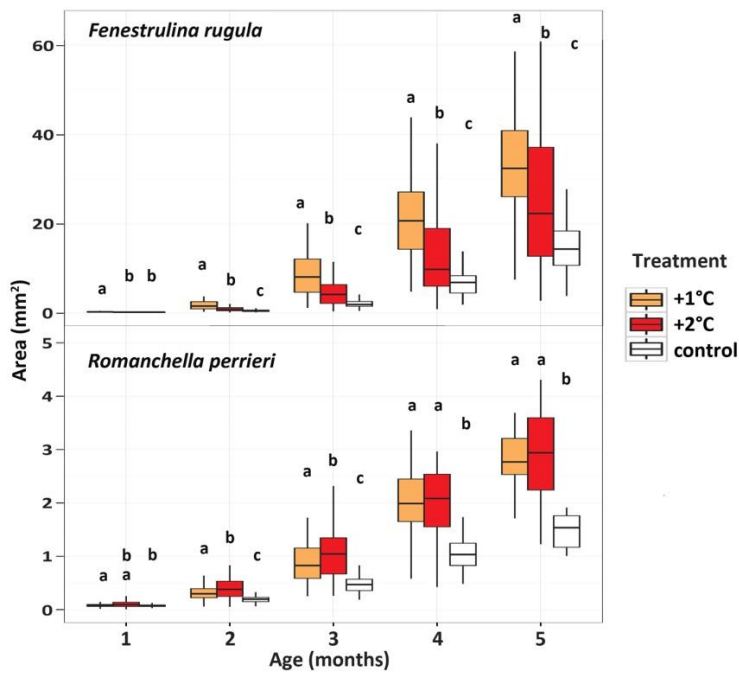 Fenestrulina rugula
a b c
a
b
c
60
40
20
0
a b b
a b c
a b c
Area (mm²)
Treatment
+1°C
+2°C
control
Romanchella perrieri
5
4
3
2
1
0
b b
a a
a b c
a b c
a a b
a a b
1 2 3 4 5
Age (months)